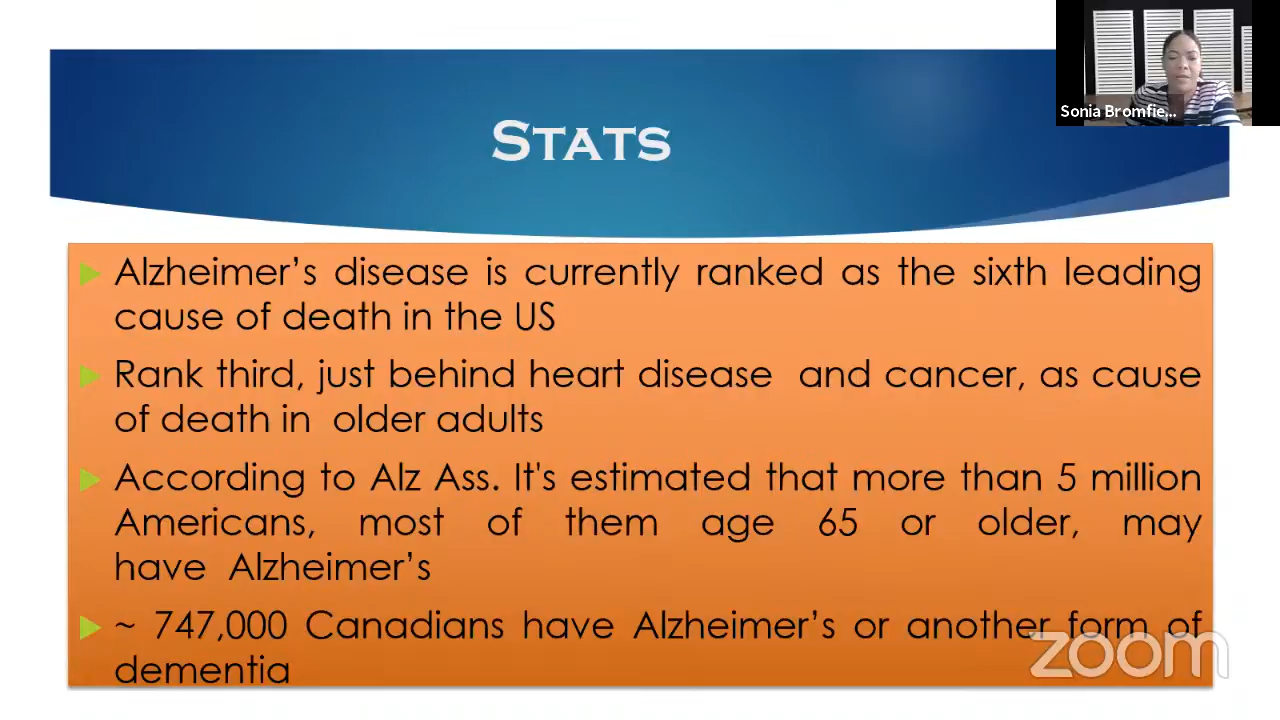 Sonia Bromfie...
STATS
Alzheimer's disease is currently ranked as the sixth leading
cause of death in the US
Rank third, just behind heart disease and cancer, as cause
of death in older adults
According to Alz Ass. It's estimated that more than 5 million
Americans, most of them age 65 or older, may
have Alzheimer's
~ 747,000 Canadians have Alzheimer's or another form of
dementia
zoom